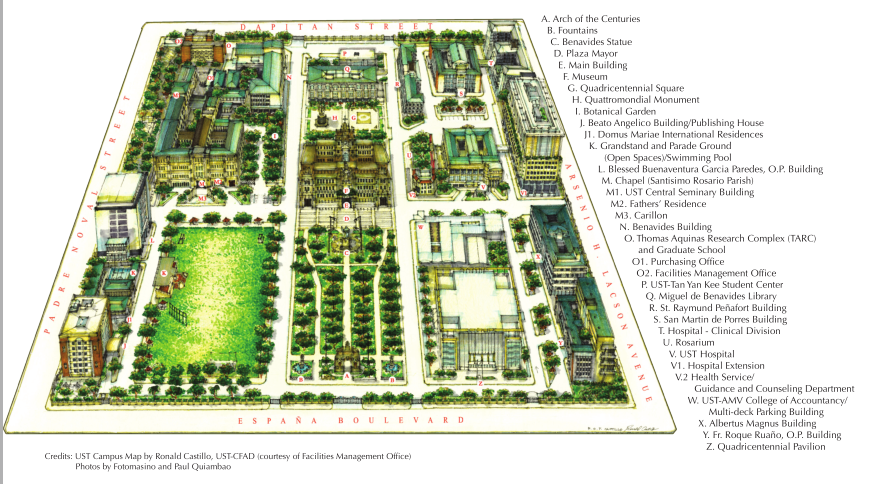 DAPITAN STREET
PADRE NOVAL STREET
ARSENIO H. LACSON AVENUE
ESPAÑA BOULEVARD
A. Arch of the Centuries
B. Fountains
C. Benavides Statue
D. Plaza Mayor
E. Main Building
F. Museum
G. Quadricentennial Square
H. Quattromondial Monument
I. Botanical Garden
J. Beato Angelico Building/Publishing House
J1. Domus Mariae International Residences
K. Grandstand and Parade Ground
(Open Spaces)/Swimming Pool
L. Blessed Buenaventura Garcia Paredes, O.P. Building
M. Chapel (Santisimo Rosario Parish)
M1. UST Central Seminary Building
M2. Fathers' Residence
M3. Carillon
N. Benavides Building
O. Thomas Aquinas Research Complex (TARC)
and Graduate School
O1. Purchasing Office
O2. Facilities Management Office
P. UST-Tan Yan Kee Student Center
Q. Miguel de Benavides Library
R. St. Raymund Peñafort Building
S. San Martin de Porres Building
T. Hospital - Clinical Division
U. Rosarium
V. UST Hospital
V1. Hospital Extension
V.2 Health Service/
Guidance and Counseling Department
W. UST-AMV College of Accountancy/
Multi-deck Parking Building
X. Albertus Magnus Building
Y. Fr. Roque Ruaño, O.P. Building
Z. Quadricentennial Pavilion
Credits: UST Campus Map by Ronald Castillo, UST-CFAD (courtesy of Facilities Management Office)
Photos by Fotomasino and Paul Quiambao